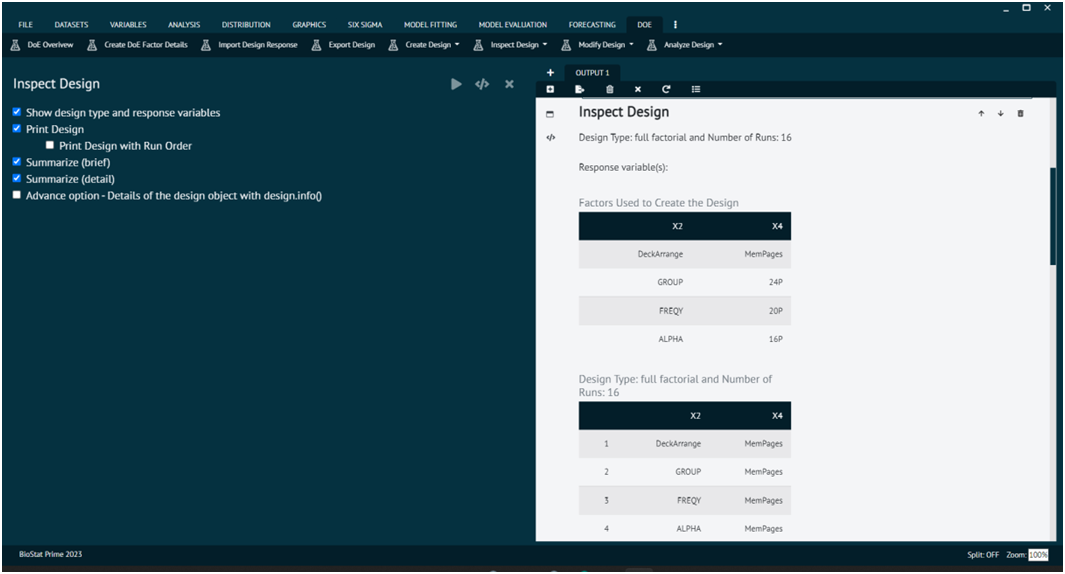 FILE DATASETS VARIABLES ANALYSIS DISTRIBUTION GRAPHICS SIX SIGMA MODEL FITTING MODEL EVALUATION FORECASTING DOE
DoE Overivew Create DoE Factor Details Import Design Response Export Design Create Design Inspect Design Modify Design Analyze Design
Inspect Design
Show design type and response variables
Print Design
Print Design with Run Order
Summarize (brief)
Summarize (detail)
Advance option - Details of the design object with design.info()
OUTPUT 1
Inspect Design
Design Type: full factorial and Number of Runs: 16
Response variable(s):
Factors Used to Create the Design
X2 X4
DeckArrange MemPages
GROUP 24P
FREQY 20P
ALPHA 16P
Design Type: full factorial and Number of
Runs: 16
X2 X4
1 DeckArrange MemPages
2 GROUP MemPages
3 FREQY MemPages
4 ALPHA MemPages
BioStat Prime 2023 Split: OFF Zoom: 100%